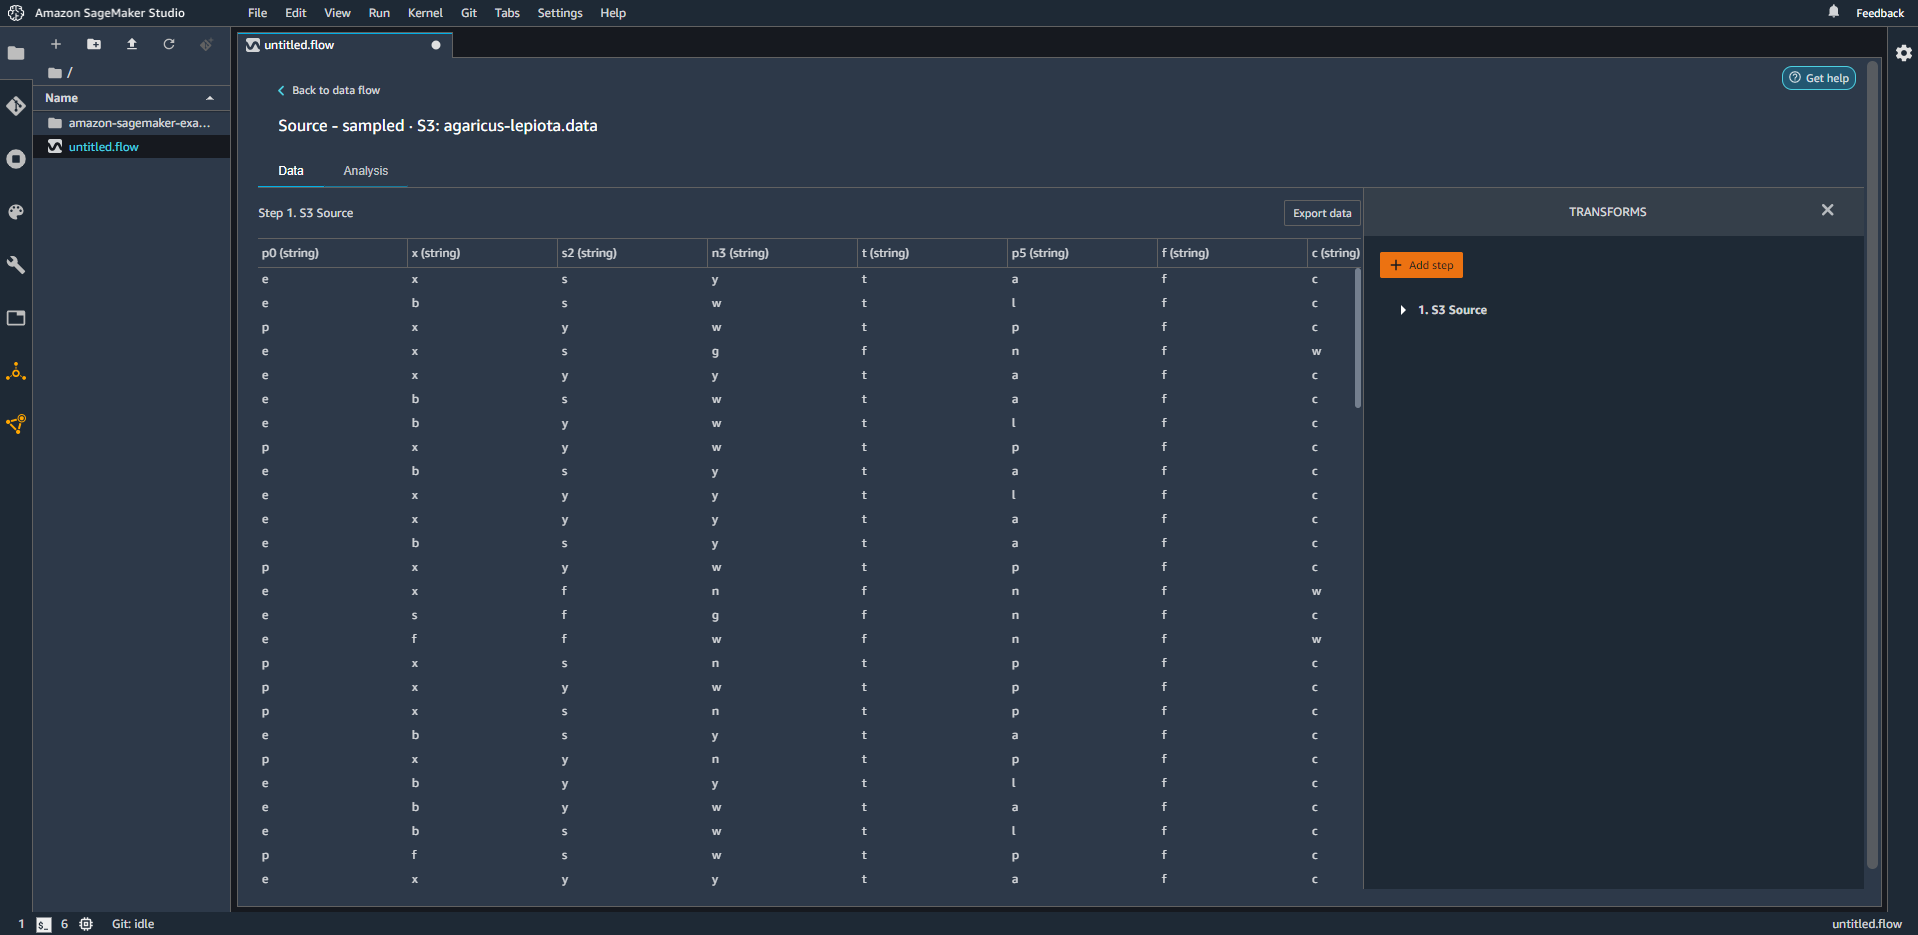 Amazon SageMaker Studio File Edit View Run Kernel Git Tabs Settings Help Feedback
untitled.flow
/
Name
amazon-sagemaker-exa...
untitled.flow
Back to data flow
Get help
Source - sampled · S3: agaricus-lepiota.data
Data Analysis
Step 1. S3 Source Export data
TRANSFORMS
Add step
1. S3 Source
p0 (string) x (string) s2 (string) n3 (string) t (string) p5 (string) f (string) c (string)
e x s y t a f c
e b s w t l f c
p x y w t p f c
e x s g f n f w
e x y y t a f c
e b s w t a f c
e b y w t l f c
p x y w t p f c
e b s y t a f c
e x y y t l f c
e x y y t a f c
e b s y t a f c
p x y w t p f c
e x f n f n f w
e s f g f n f c
e f f w f n f w
p x s n t p f c
p x y w t p f c
p x s n t p f c
e b s y t a f c
p x y n t p f c
e b y y t l f c
e b y w t a f c
e b s w t l f c
p f s w t p f c
e x y y t a f c
1 $_ 6 Git: idle untitled.flow